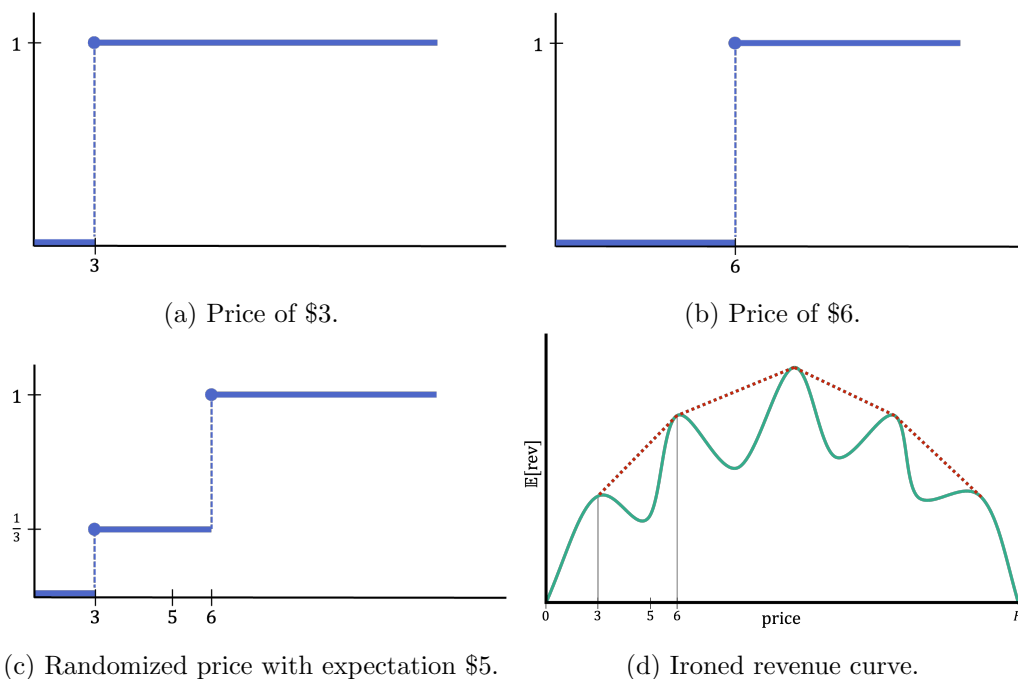 1
3
(a) Price of $3.
1
6
(b) Price of $6.
1
1/3
3 5 6
(c) Randomized price with expectation $5.
𝔼[rev]
0 3 5 6
price
(d) Ironed revenue curve.